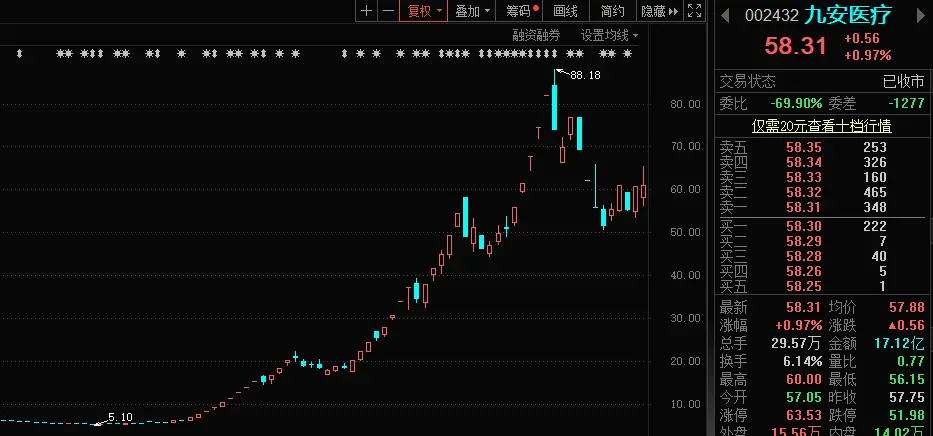 复权 叠加 筹码 画线 简约 隐藏
融资融券 设置均线
88.18
80.00
70.00
60.00
50.00
40.00
30.00
20.00
10.00
5.10
002432 九安医疗
58.31 +0.56
+0.97%
交易状态 已收市
委比 -69.90% 委差 -1277
仅需20元查看十档行情
卖五 58.35 253
卖四 58.34 326
卖三 58.33 160
卖二 58.32 465
卖一 58.31 348
买一 58.30 222
买二 58.29 7
买三 58.28 40
买四 58.26 5
买五 58.25 1
最新 58.31 均价 57.88
涨幅 +0.97% 涨跌 ▲0.56
总手 29.57万 金额 17.12亿
换手 6.14% 量比 0.77
最高 60.00 最低 56.15
今开 57.05 昨收 57.75
涨停 63.53 跌停 51.98
外盘 15.56万 内盘 14.02万